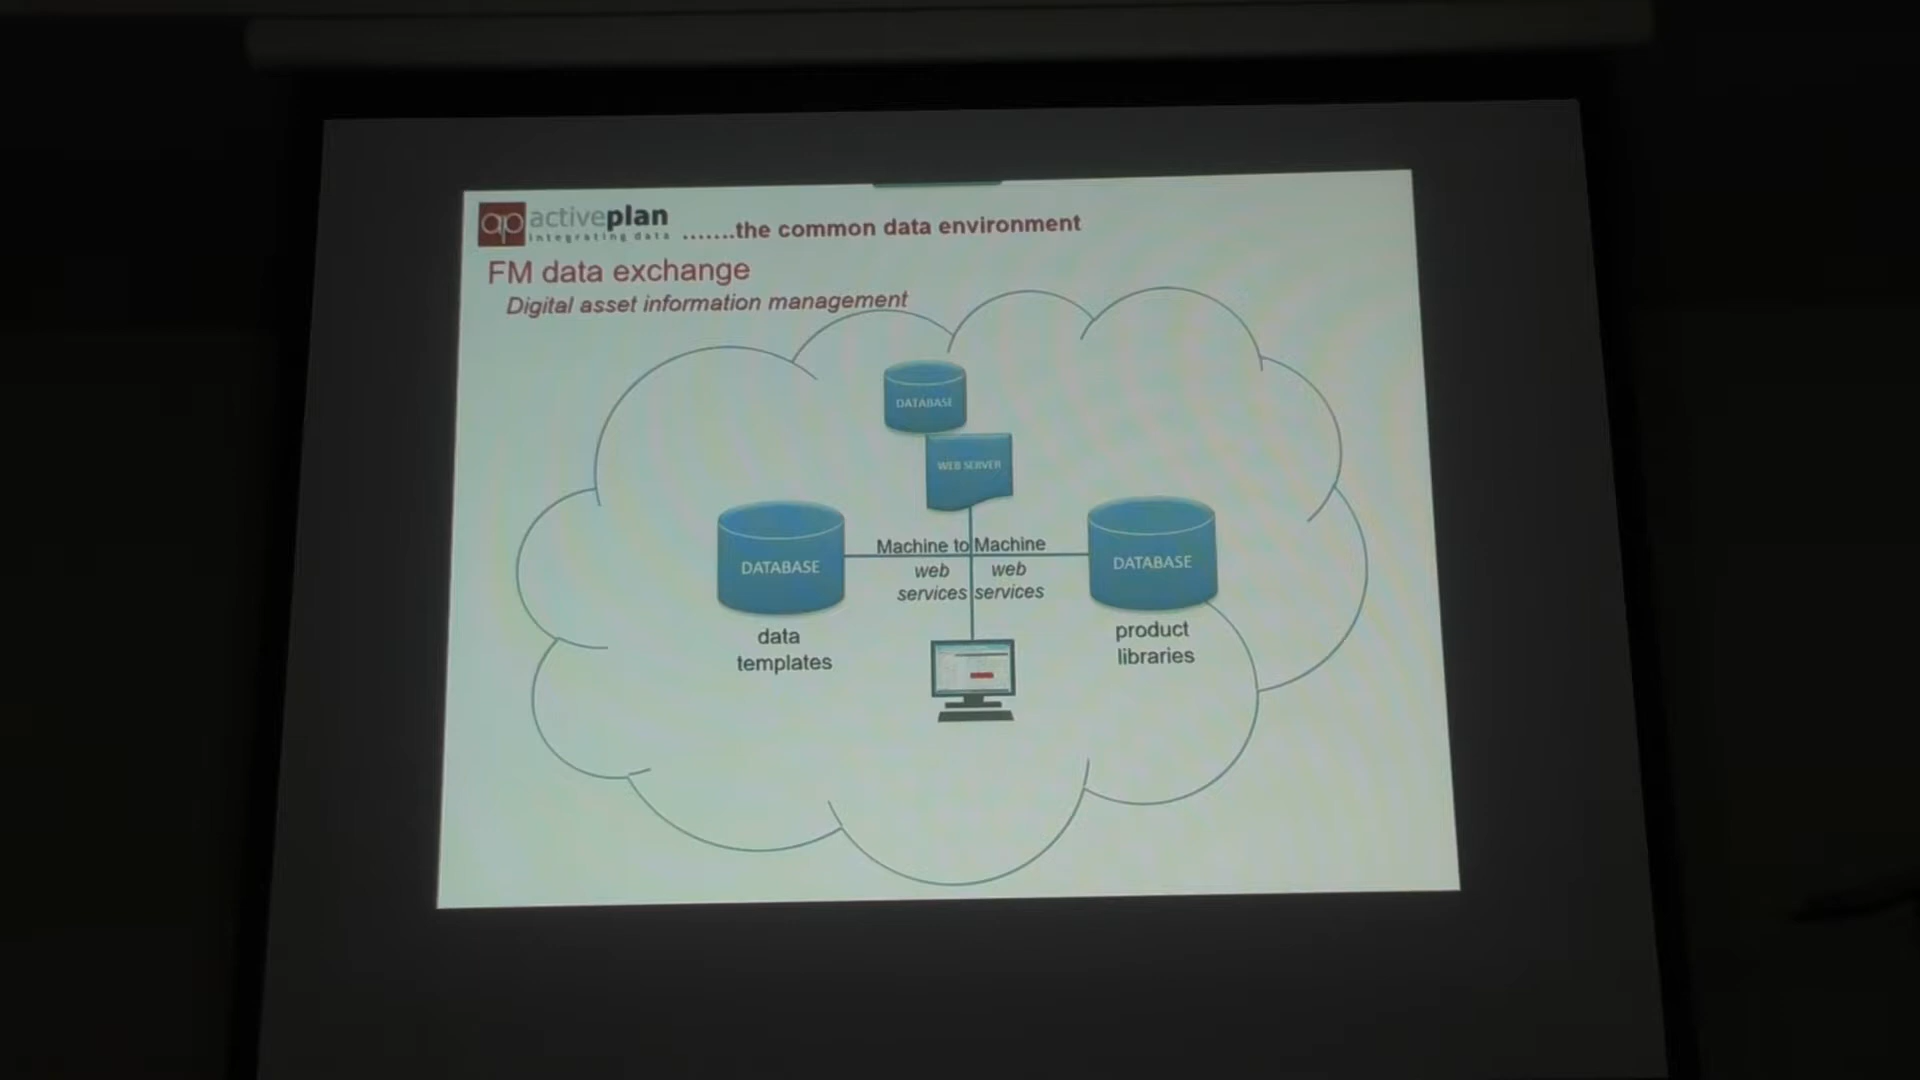 ap activeplan
integrating data
.......the common data environment
FM data exchange
Digital asset information management
DATABASE
WEB SERVER
DATABASE
Machine to Machine
DATABASE
web
services
web
services
data
templates
product
libraries